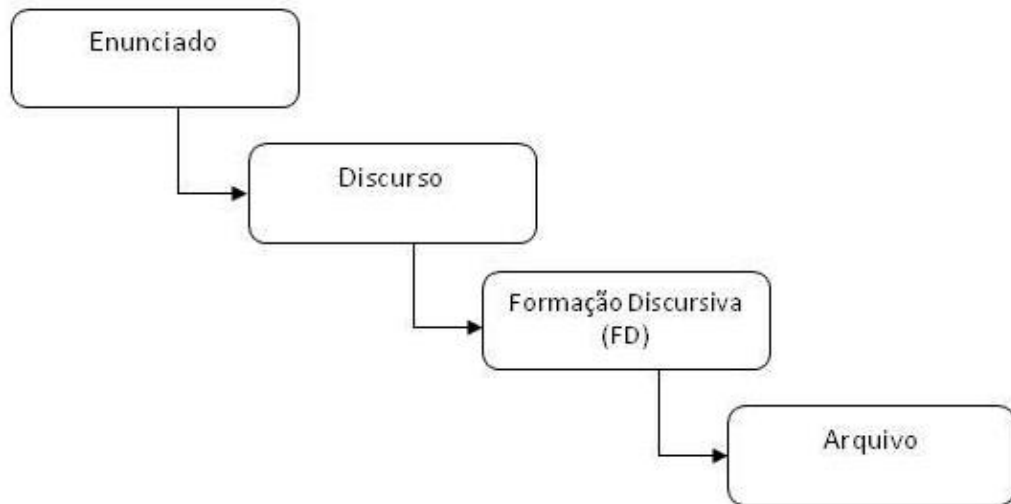 Enunciado
Discurso
Formação Discursiva
(FD)
Arquivo